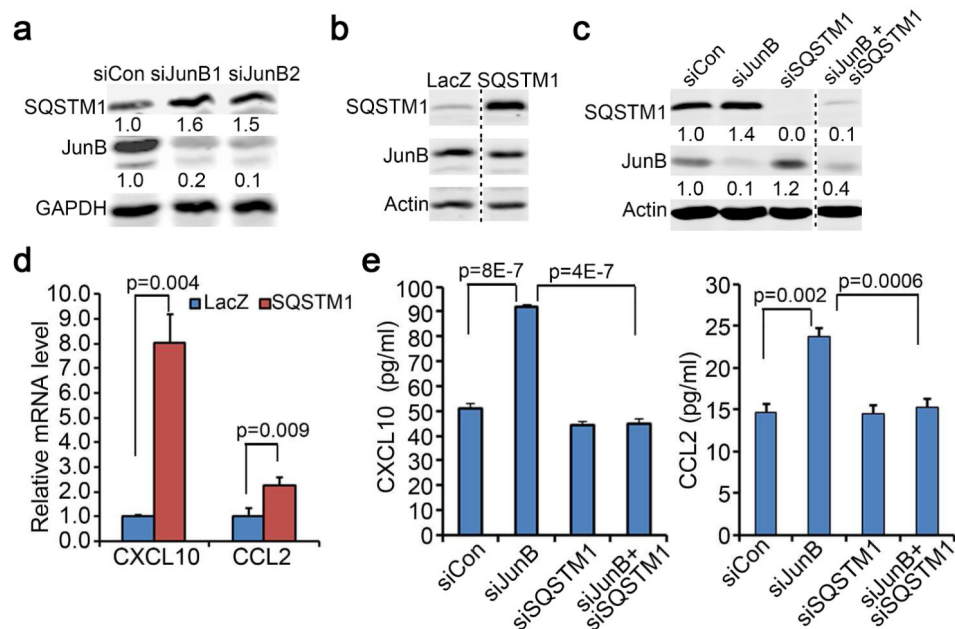 a
siCon siJunB1 siJunB2
SQSTM1
1.0 1.6 1.5
JunB
1.0 0.2 0.1
GAPDH
b
LacZ SQSTM1
SQSTM1
JunB
Actin
c
siCon siJunB siSQSTM1 siJunB + siSQSTM1
SQSTM1
1.0 1.4 0.0 0.1
JunB
1.0 0.1 1.2 0.4
Actin
d
Relative mRNA level
10.0
9.0
8.0
7.0
6.0
5.0
4.0
3.0
2.0
1.0
0.0
p=0.004
LacZ SQSTM1
p=0.009
CXCL10 CCL2
e
CXCL10 (pg/ml)
100
90
80
70
60
50
40
30
20
10
0
p=8E-7 p=4E-7
siCon siJunB siSQSTM1 siJunB+ siSQSTM1
CCL2 (pg/ml)
30
25
20
15
10
5
0
p=0.002 p=0.0006
siCon siJunB siSQSTM1 siJunB+ siSQSTM1